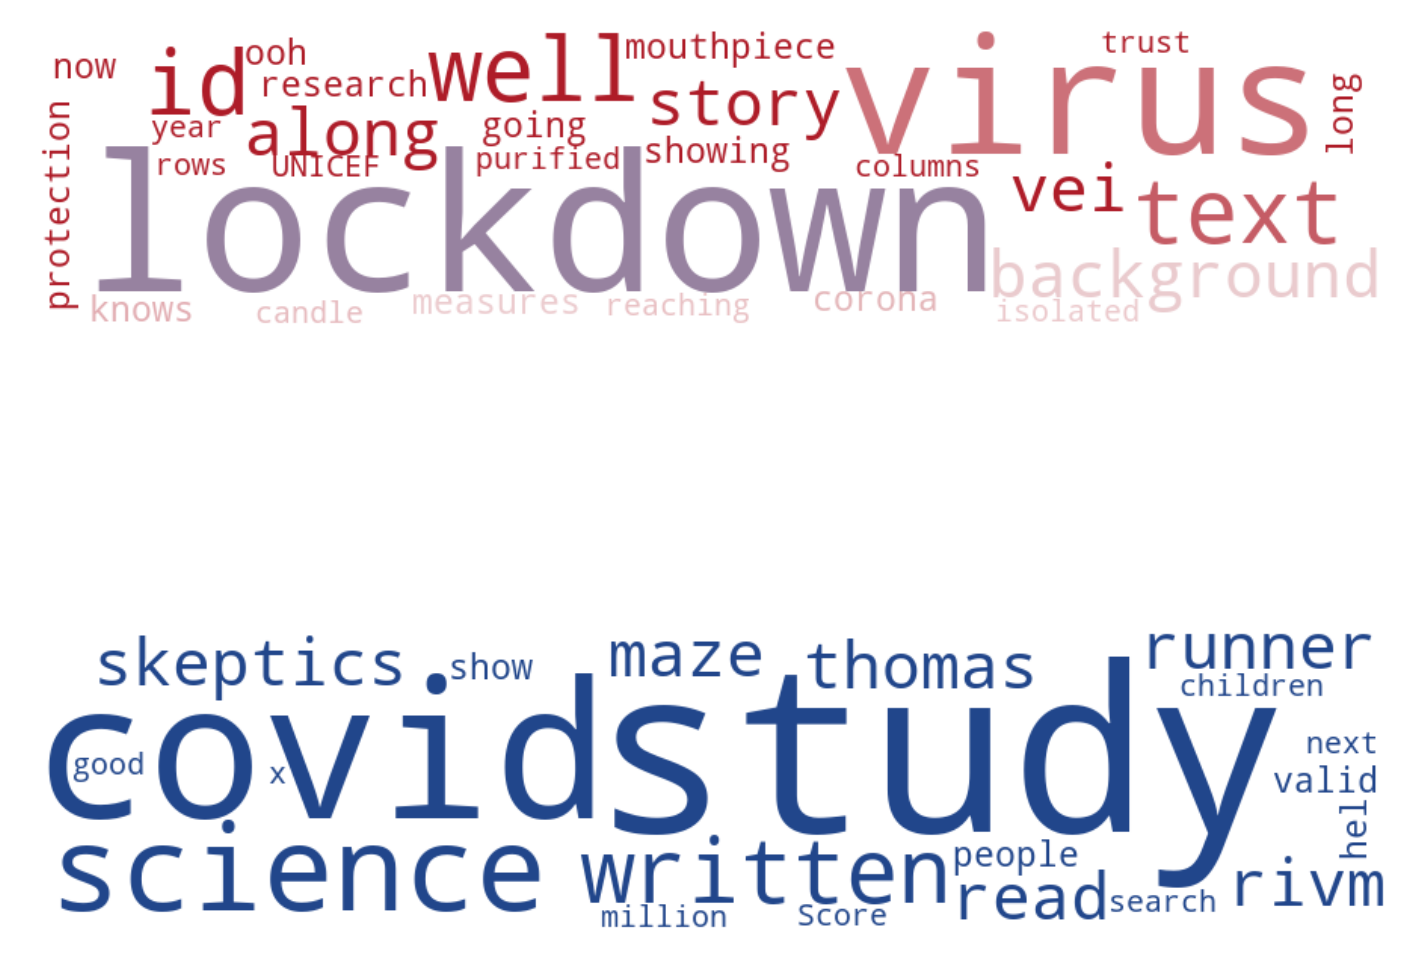 now
id
ooh
research
well
mouthpiece
story
virus
trust
long
protection
year
along
going
rows
UNICEF
purified
showing
columns
vei
text
lockdown
background
knows
candle
measures
reaching
corona
isolated
skeptics
show
maze
thomas
runner
children
covid
study
good
x
next
valid
hel
science
written
people
read
search
rivm
million
Score